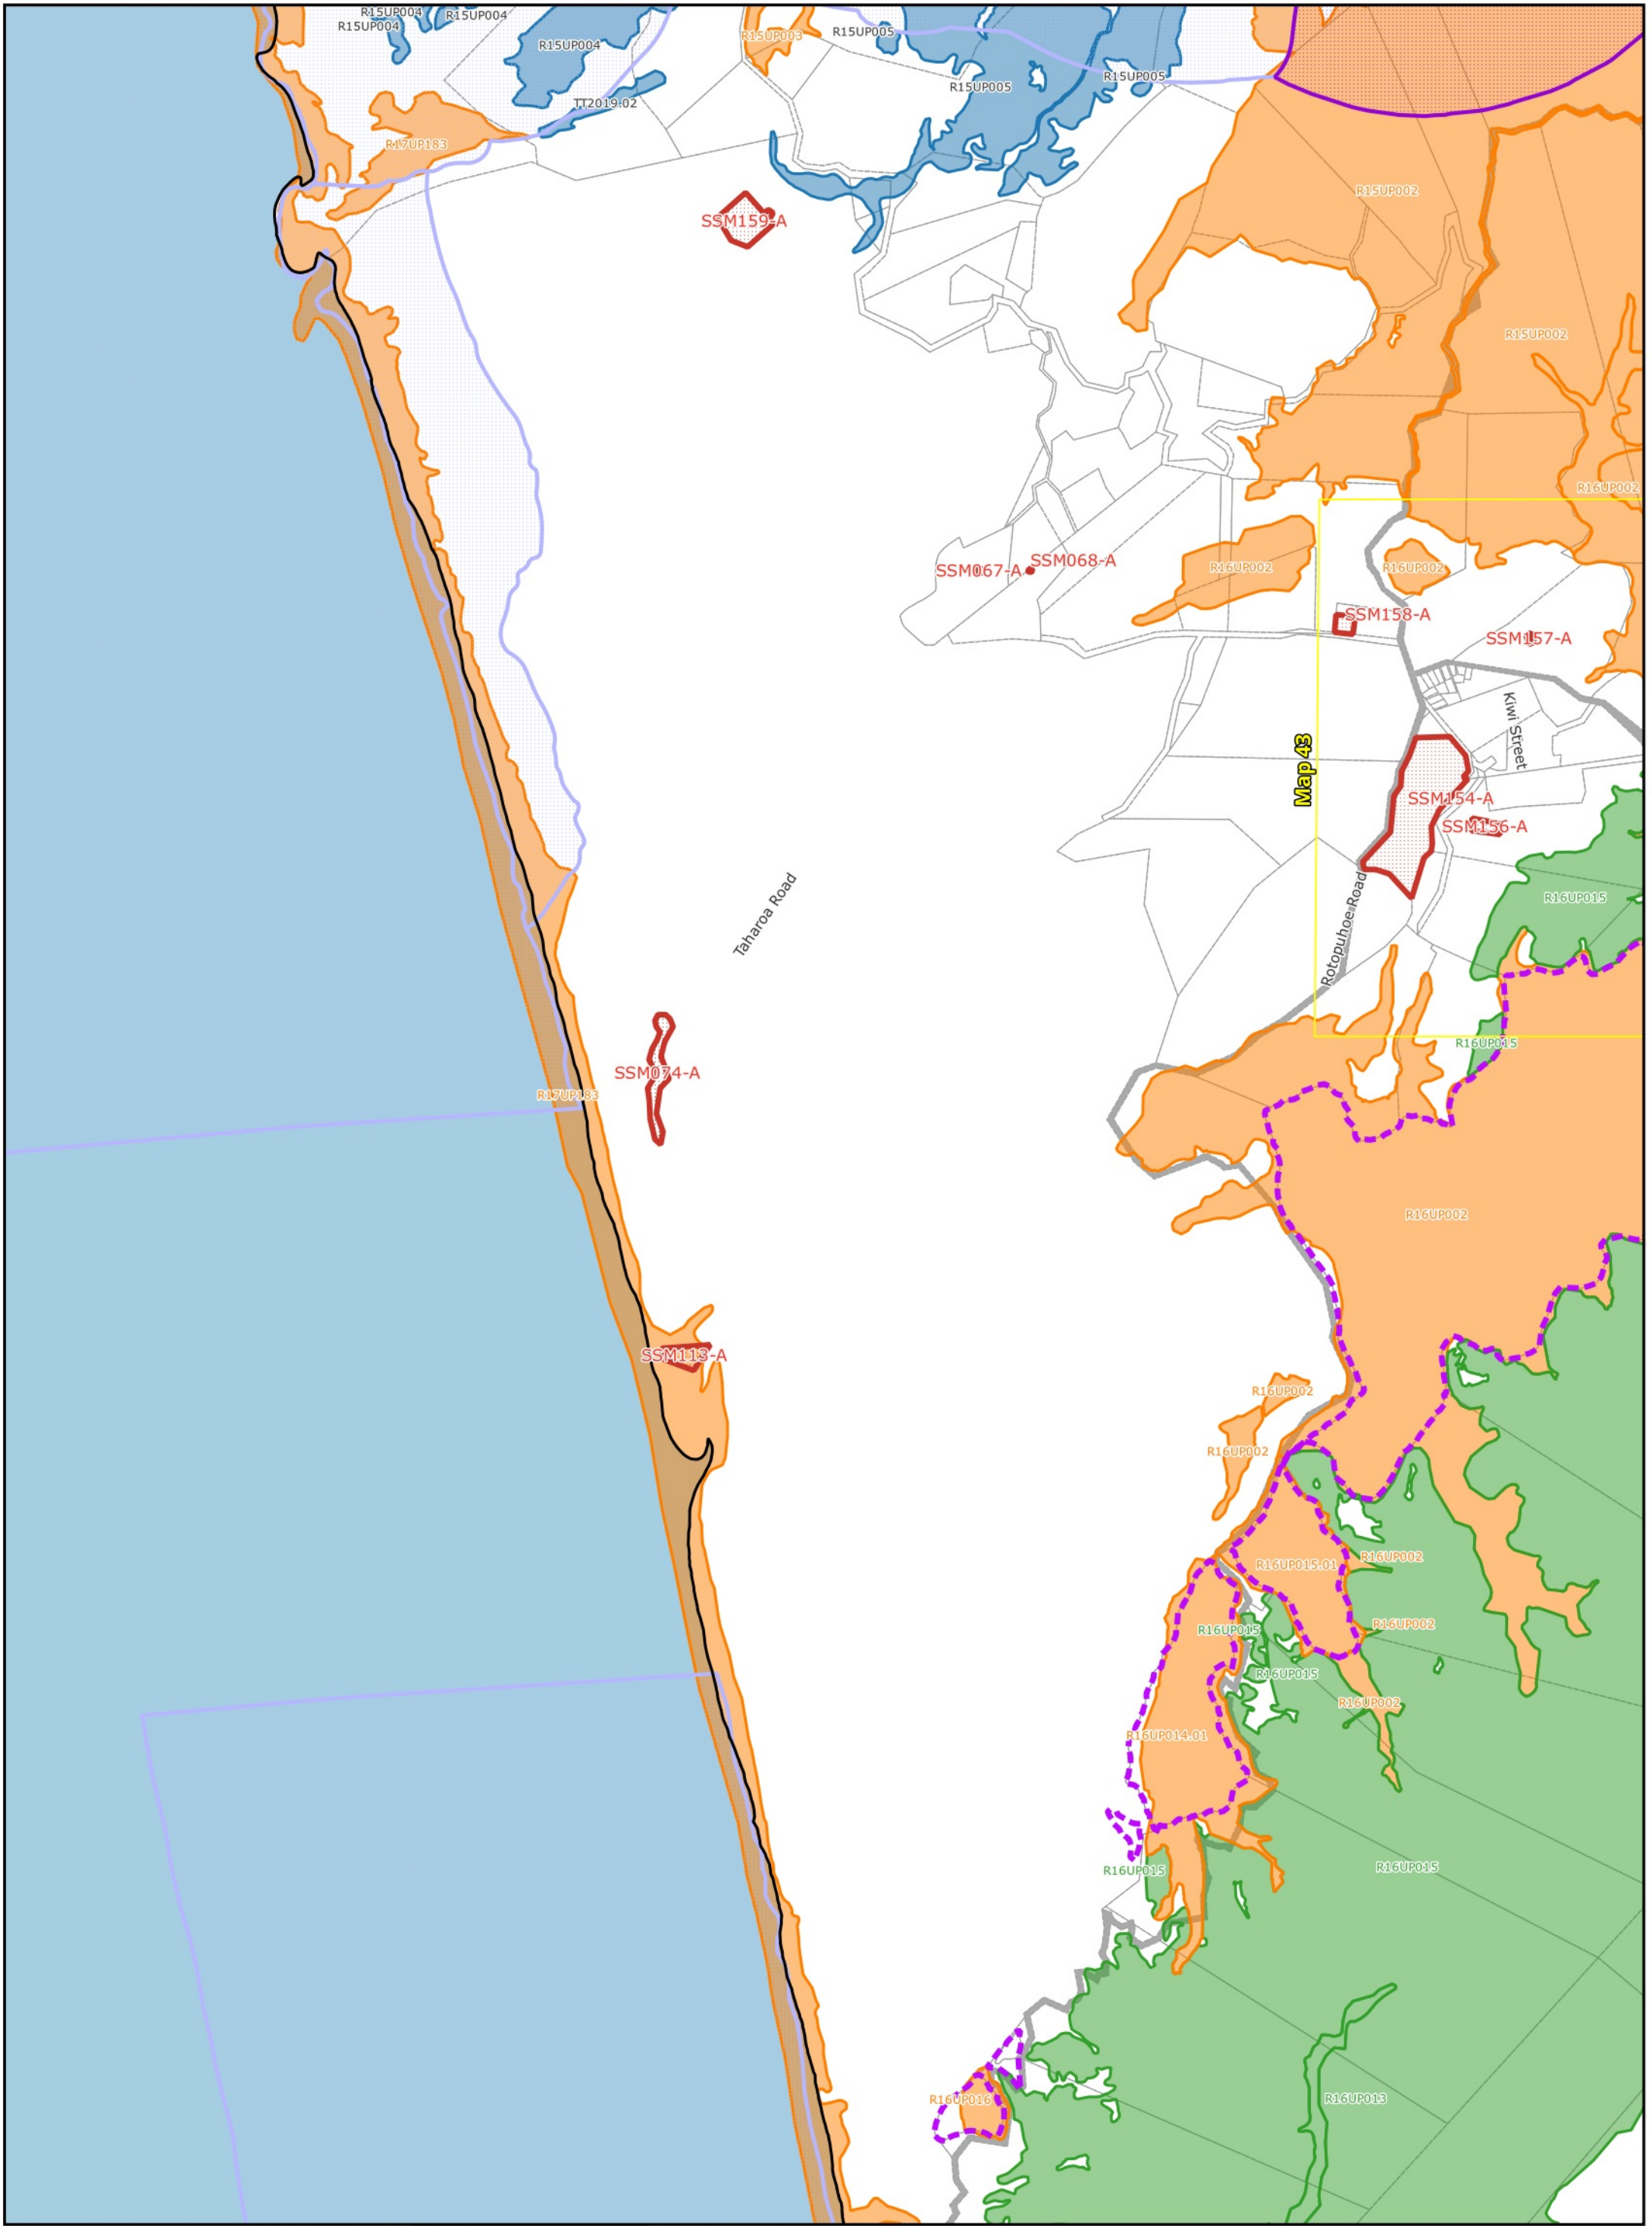 R15UP004
R15UP004
R15UP004
R15UP004
R15UP003
R15UP005
R15UP005
R15UP005
TT2019.02
R17UP183
R15UP002
SSM159-A
R15UP002
R16UP002
SSM067-A
SSM068-A
R16UP002
R16UP002
SSM158-A
SSM157-A
Kiwi Street
Map 43
SSM154-A
SSM156-A
R16UP015
Taharoa Road
Rotopuhoe Road
R16UP015
SSM074-A
R17UP183
R16UP002
SSM113-A
R16UP002
R16UP002
R16UP002
R16UP015.01
R16UP002
R16UP015
R16UP015
R16UP002
R16UP014.01
R16UP015
R16UP015
R16UP016
R16UP013